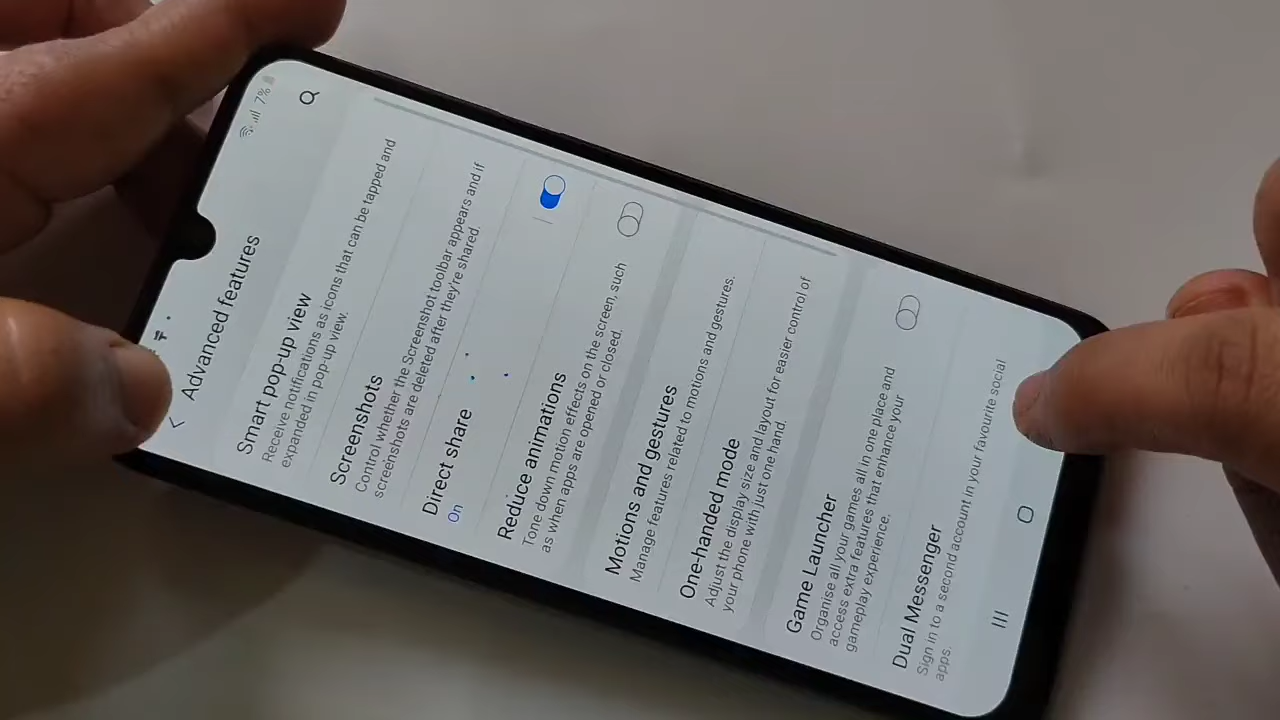 7%
Advanced features
Smart pop-up view
Receive notifications as icons that can be tapped and
expanded in pop-up view.
Screenshots
Control whether the Screenshot toolbar appears and if
screenshots are deleted after they're shared.
Direct share
On
Reduce animations
Tone down motion effects on the screen, such
as when apps are opened or closed.
Motions and gestures
Manage features related to motions and gestures.
One-handed mode
Adjust the display size and layout for easier control of
your phone with just one hand.
Game Launcher
Organise all your games all in one place and
access extra features that enhance your
gameplay experience.
Dual Messenger
Sign in to a second account in your favourite social
apps.